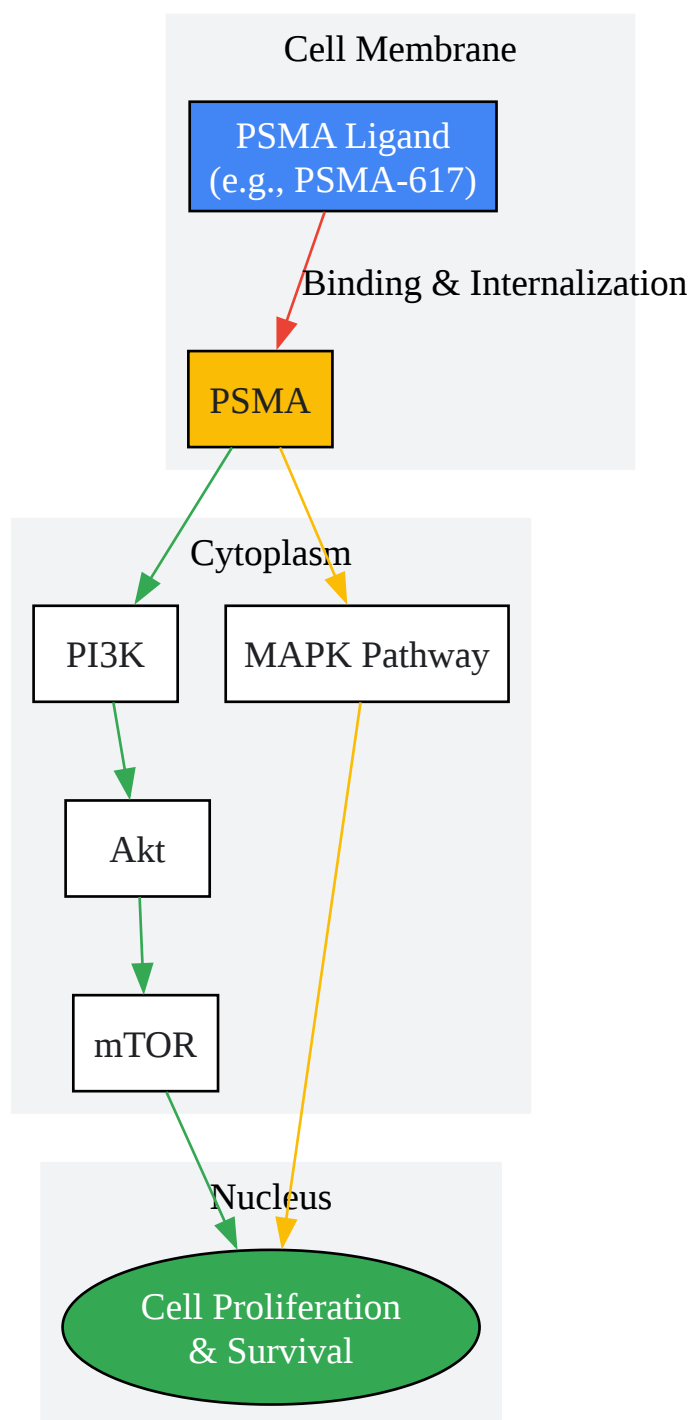 Cell Membrane
PSMA Ligand
(e.g., PSMA-617)
Binding & Internalization
PSMA
Cytoplasm
PI3K
MAPK Pathway
Akt
mTOR
Nucleus
Cell Proliferation
& Survival